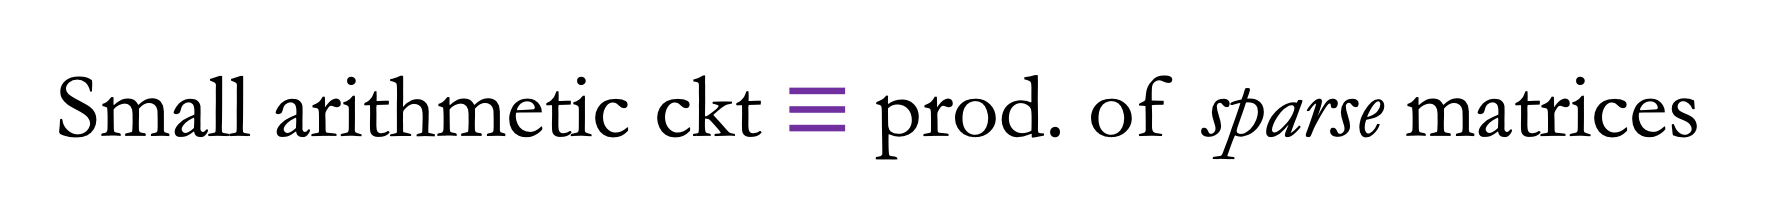 Small arithmetic ckt ≡ prod. of sparse matrices